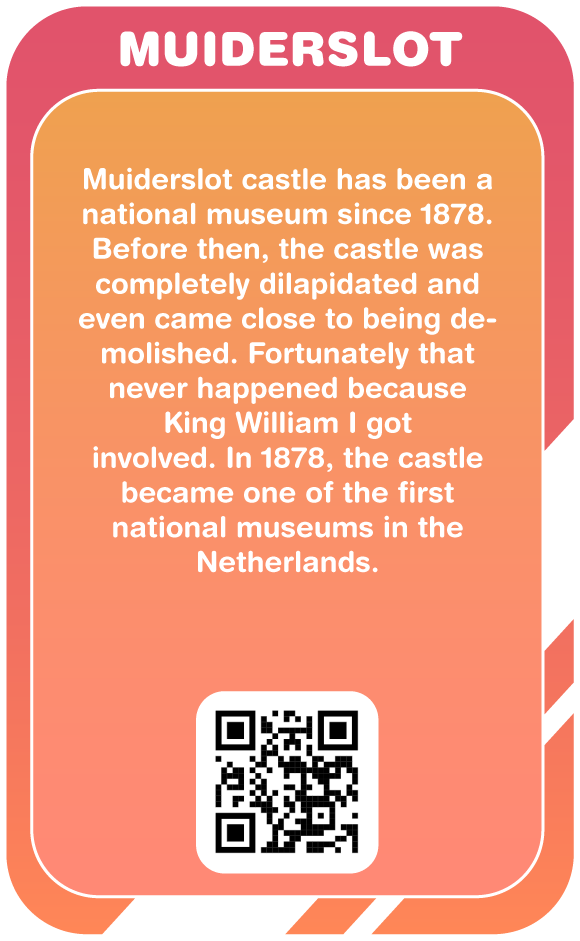 MUIDERSLOT
Muiderslot castle has been a
national museum since 1878.
Before then, the castle was
completely dilapidated and
even came close to being de-
molished. Fortunately that
never happened because
King William I got
involved. In 1878, the castle
became one of the first
national museums in the
Netherlands.